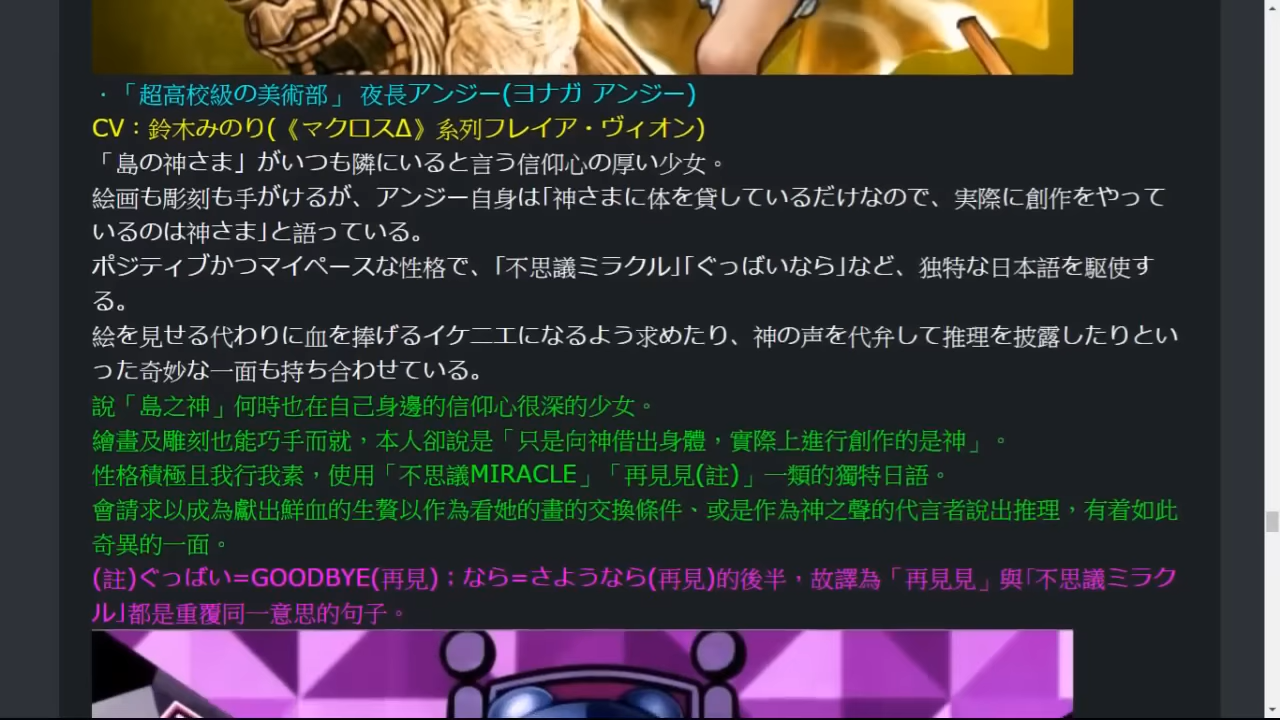 ．「超高校級の美術部」 夜長アンジー(ヨナガ アンジー)
CV：鈴木みのり(《マクロスΔ》系列フレイア・ヴィオン)
「島の神さま」がいつも隣にいると言う信仰心の厚い少女。
絵画も彫刻も手がけるが、アンジー自身は｢神さまに体を貸しているだけなので、実際に創作をやって
いるのは神さま｣と語っている。
ポジティブかつマイペースな性格で、｢不思議ミラクル｣｢ぐっばいなら｣など、独特な日本語を駆使す
る。
絵を見せる代わりに血を捧げるイケニエになるよう求めたり、神の声を代弁して推理を披露したりとい
った奇妙な一面も持ち合わせている。
說「島之神」何時也在自己身邊的信仰心很深的少女。
繪畫及雕刻也能巧手而就，本人卻說是「只是向神借出身體，實際上進行創作的是神」。
性格積極且我行我素，使用「不思議MIRACLE」「再見見(註)」一類的獨特日語。
會請求以成為獻出鮮血的生贅以作為看她的畫的交換條件、或是作為神之聲的代言者說出推理，有着如此
奇異的一面。
(註)ぐっばい=GOODBYE(再見)；なら=さようなら(再見)的後半，故譯為「再見見」與｢不思議ミラク
ル｣都是重覆同一意思的句子。